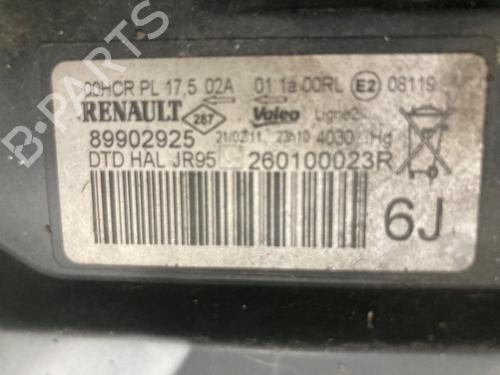 00HCR PL 17,5 02A 01 1a 00RL E2 08119
RENAULT 267 Valeo Ligne2
89902925 21/02/11 23h10 4030 Hg
DTD HAL JR95 260100023R
6J
B-PARTS